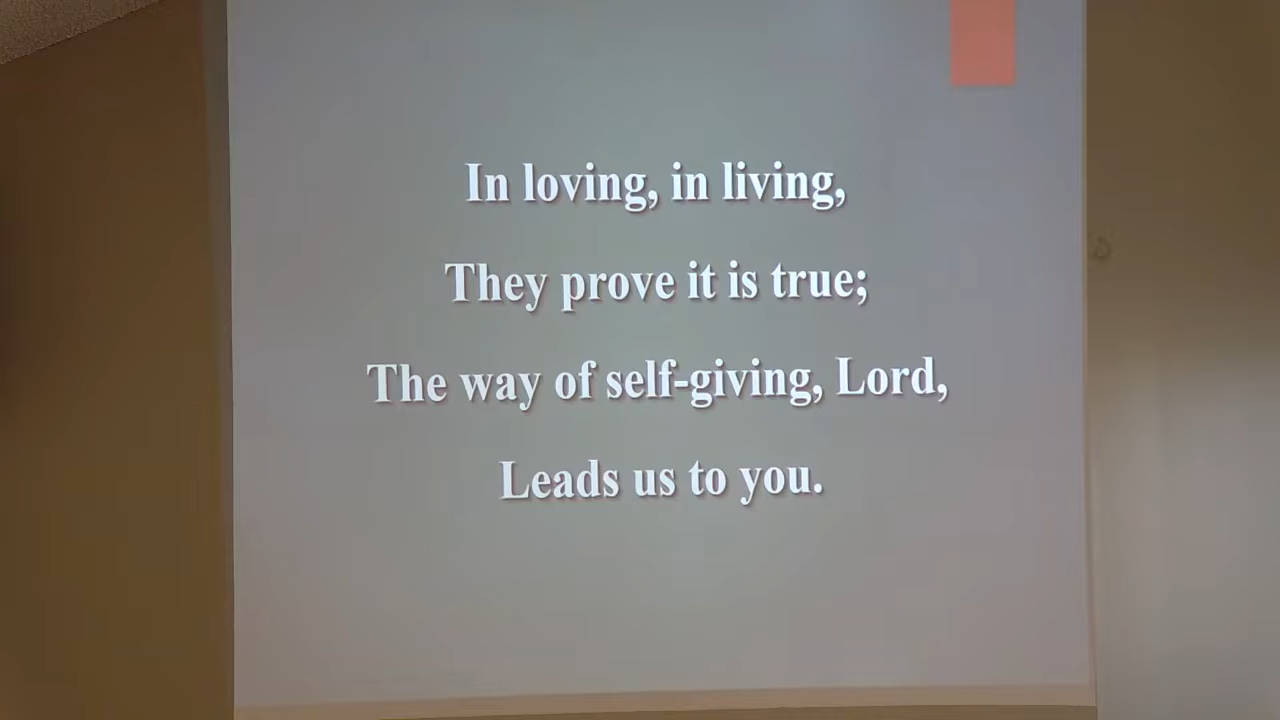 In loving, in living,
They prove it is true;
The way of self-giving, Lord,
Leads us to you.